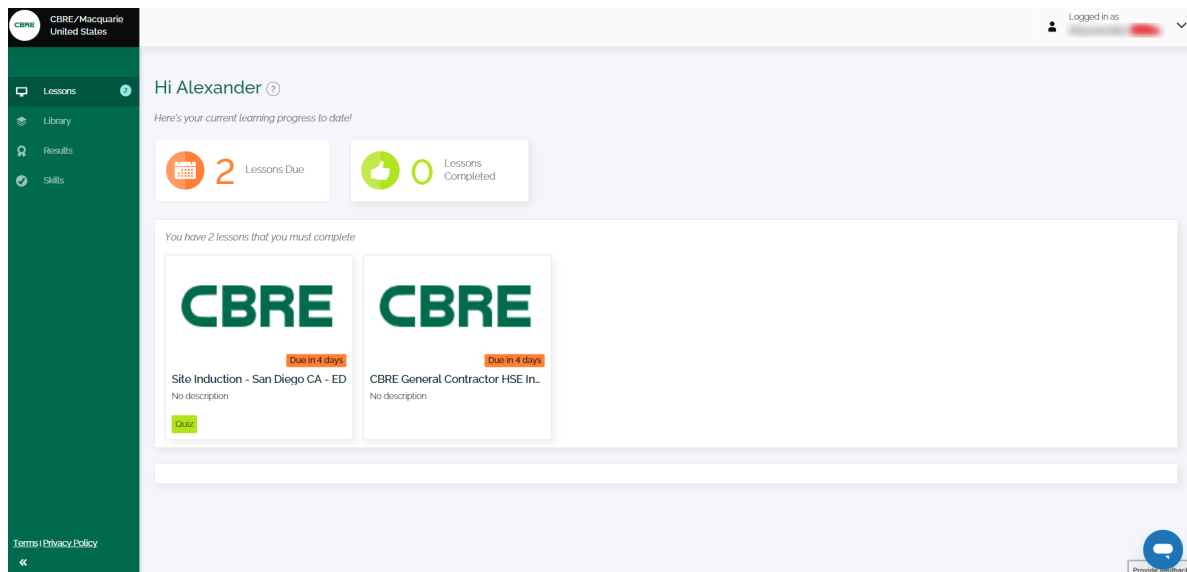 CBRE
CBRE/Macquarie
United States
Logged in as
Lessons
2
Library
Results
Skills
Hi Alexander ?
Here's your current learning progress to date!
2 Lessons Due
0 Lessons
Completed
You have 2 lessons that you must complete
CBRE
Due in 4 days
Site Induction - San Diego CA - ED
No description
Quiz
CBRE
Due in 4 days
CBRE General Contractor HSE In...
No description
Terms | Privacy Policy
«
Provide feedback